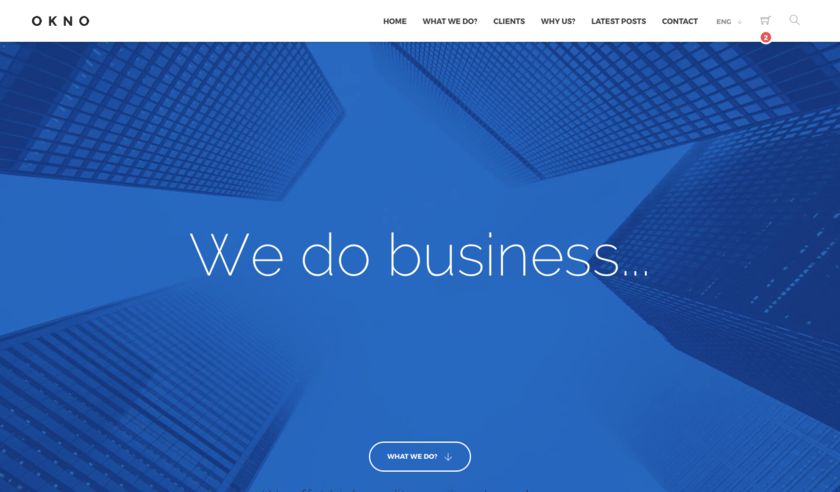 OKNO
HOME WHAT WE DO? CLIENTS WHY US? LATEST POSTS CONTACT ENG
2
We do business...
WHAT WE DO?